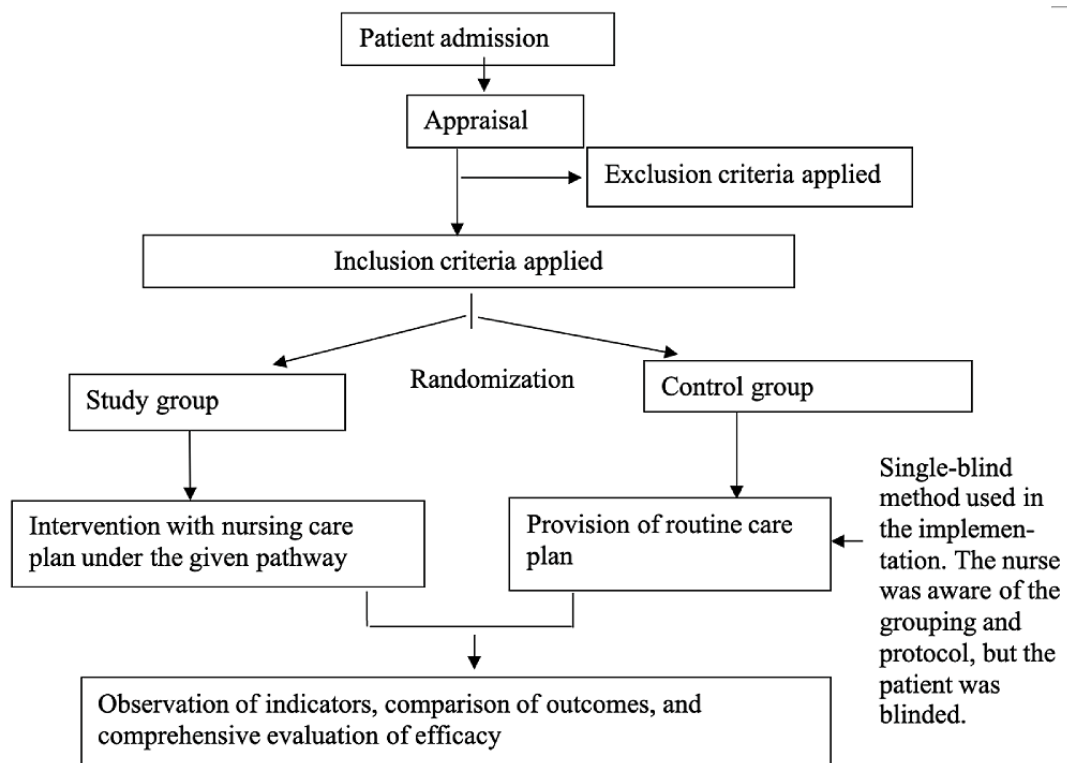 Patient admission
Appraisal
Exclusion criteria applied
Inclusion criteria applied
Randomization
Study group
Control group
Intervention with nursing care
plan under the given pathway
Provision of routine care
plan
Single-blind
method used in
the implemen-
tation. The nurse
was aware of the
grouping and
protocol, but the
patient was
blinded.
Observation of indicators, comparison of outcomes, and
comprehensive evaluation of efficacy